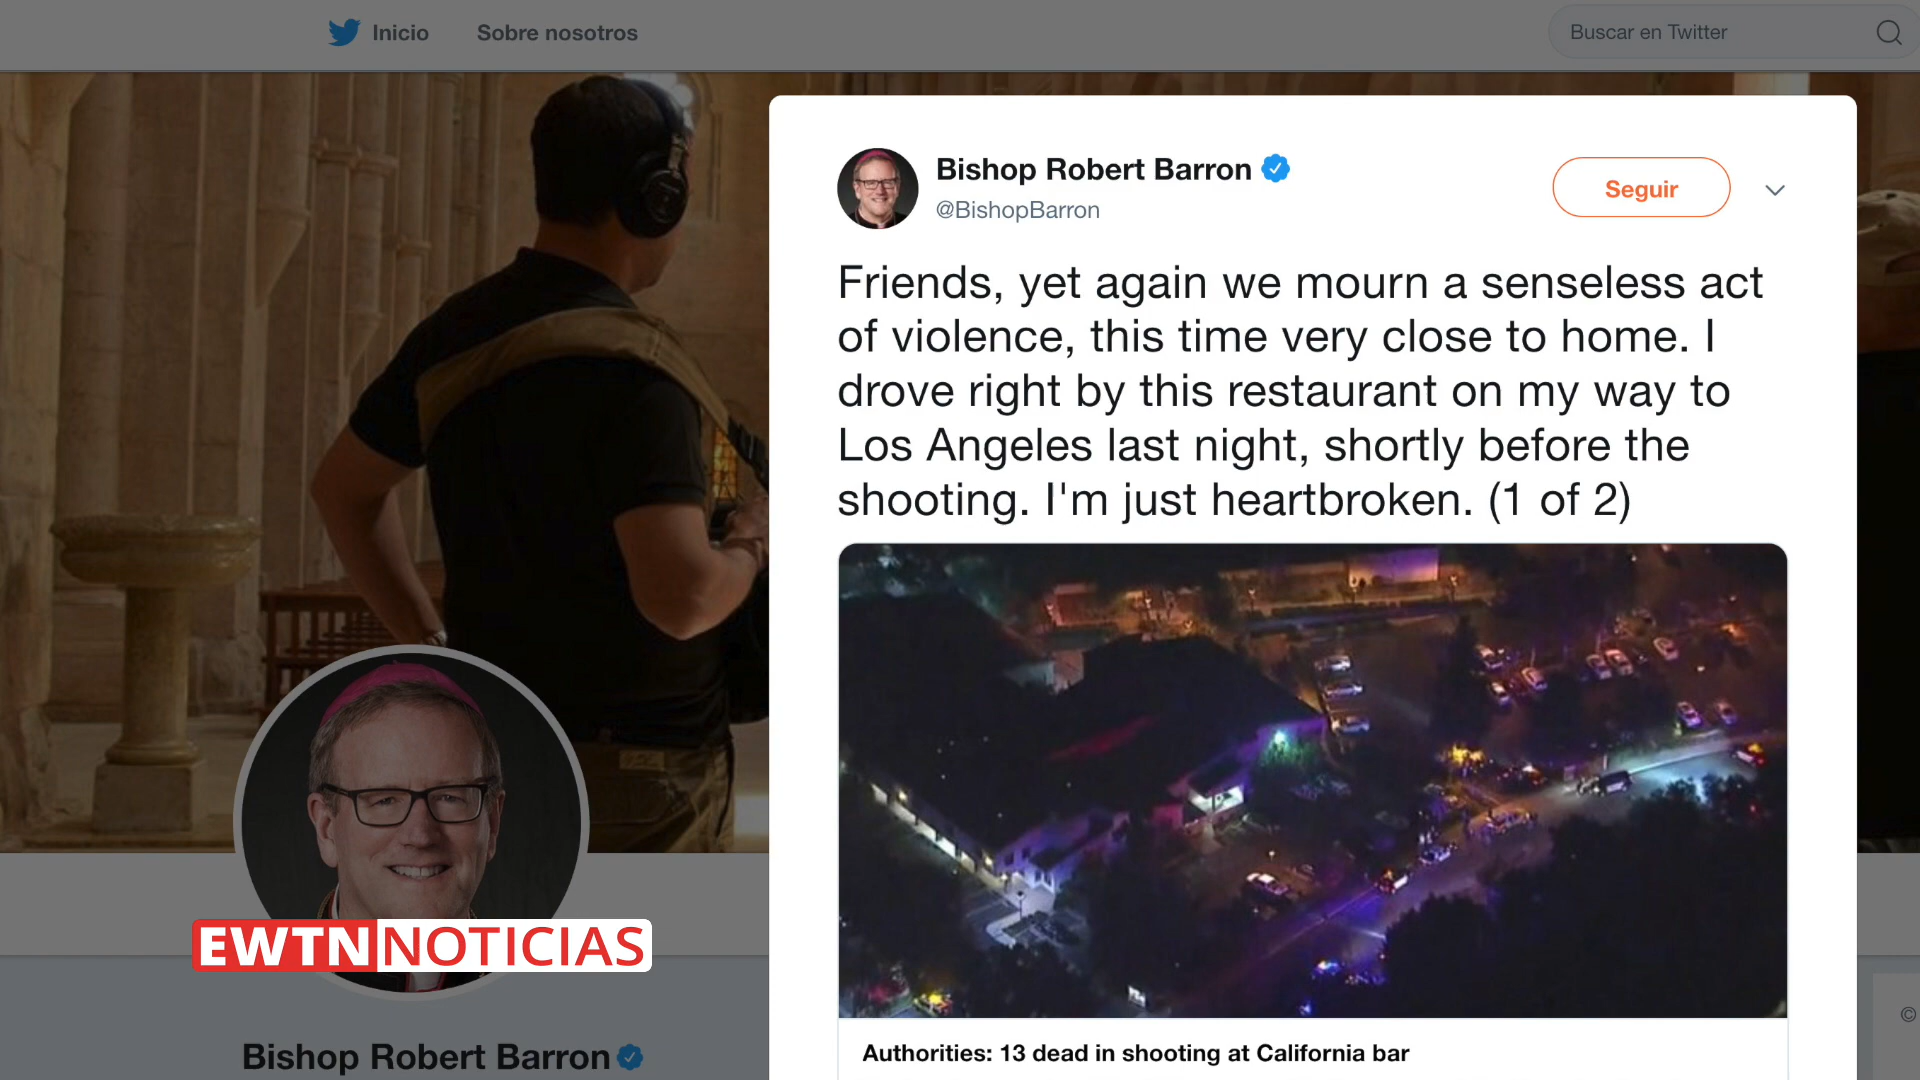 Inicio
Sobre nosotros
Buscar en Twitter
Bishop Robert Barron
@BishopBarron
Seguir
Friends, yet again we mourn a senseless act
of violence, this time very close to home. I
drove right by this restaurant on my way to
Los Angeles last night, shortly before the
shooting. I'm just heartbroken. (1 of 2)
Authorities: 13 dead in shooting at California bar
EWTN NOTICIAS
Bishop Robert Barron
©